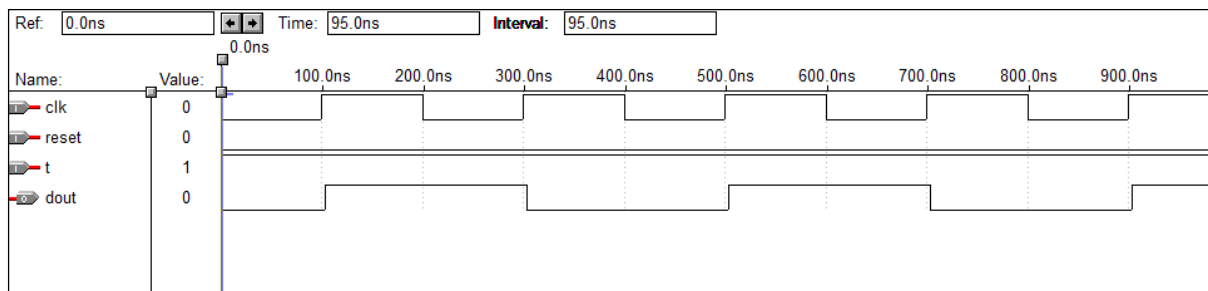 Ref: 0.0ns Time: 95.0ns Interval: 95.0ns
0.0ns
Name: Value: 100.0ns 200.0ns 300.0ns 400.0ns 500.0ns 600.0ns 700.0ns 800.0ns 900.0ns
clk 0
reset 0
t 1
dout 0